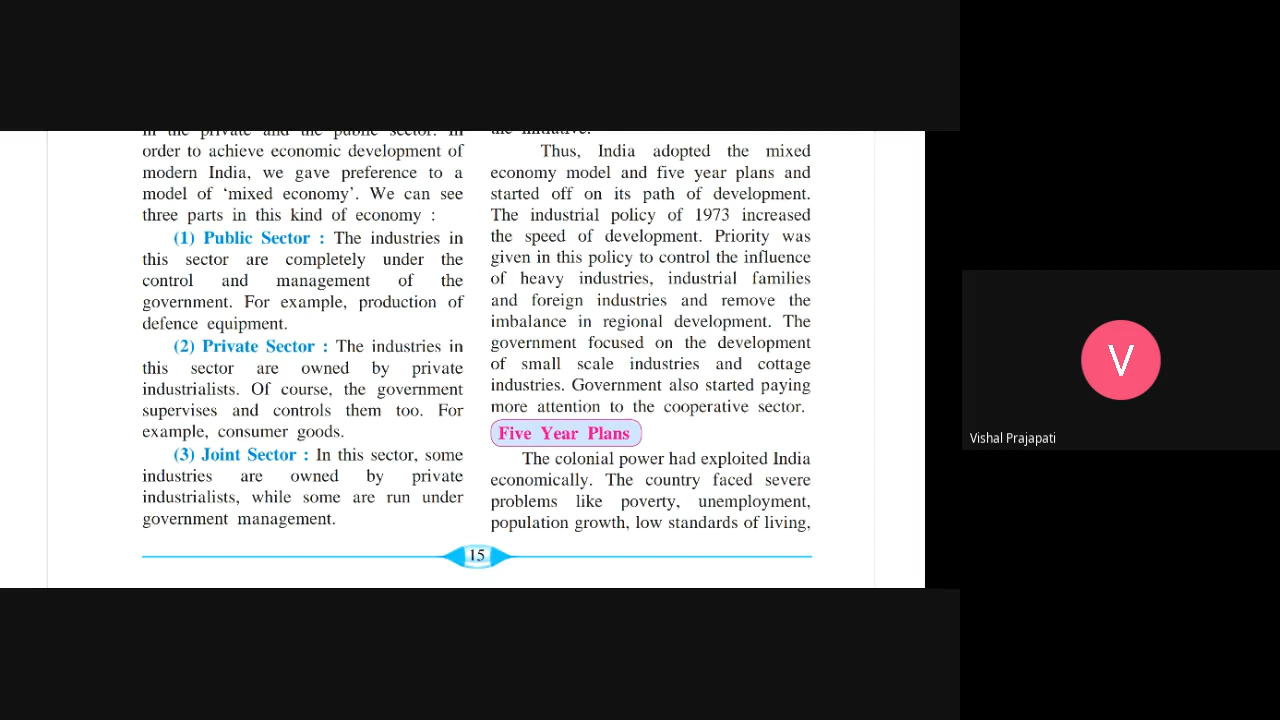 in the private and the public sector. In
order to achieve economic development of
modern India, we gave preference to a
model of ‘mixed economy’. We can see
three parts in this kind of economy :
(1) Public Sector : The industries in
this sector are completely under the
control and management of the
government. For example, production of
defence equipment.
(2) Private Sector : The industries in
this sector are owned by private
industrialists. Of course, the government
supervises and controls them too. For
example, consumer goods.
(3) Joint Sector : In this sector, some
industries are owned by private
industrialists, while some are run under
government management.
the initiative.
Thus, India adopted the mixed
economy model and five year plans and
started off on its path of development.
The industrial policy of 1973 increased
the speed of development. Priority was
given in this policy to control the influence
of heavy industries, industrial families
and foreign industries and remove the
imbalance in regional development. The
government focused on the development
of small scale industries and cottage
industries. Government also started paying
more attention to the cooperative sector.
Five Year Plans
The colonial power had exploited India
economically. The country faced severe
problems like poverty, unemployment,
population growth, low standards of living,
15
V
Vishal Prajapati